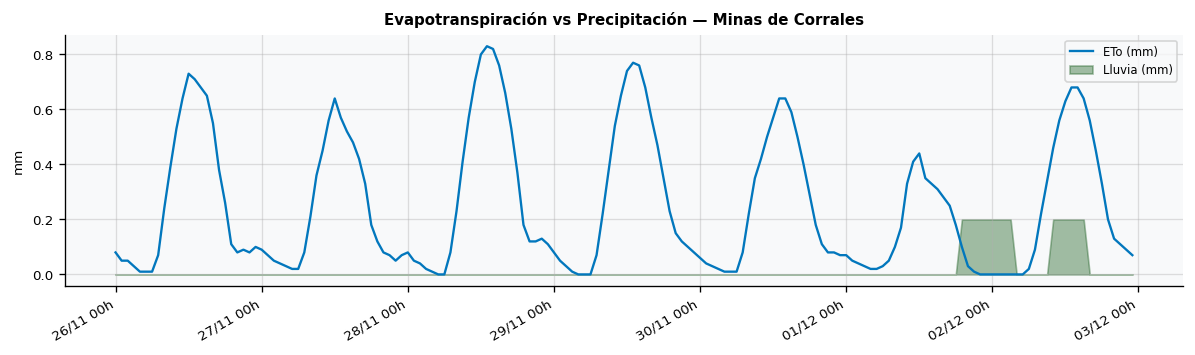 Evapotranspiración vs Precipitación — Minas de Corrales
ETo (mm)
Lluvia (mm)
mm
0.8
0.6
0.4
0.2
0.0
26/11 00h
27/11 00h
28/11 00h
29/11 00h
30/11 00h
01/12 00h
02/12 00h
03/12 00h